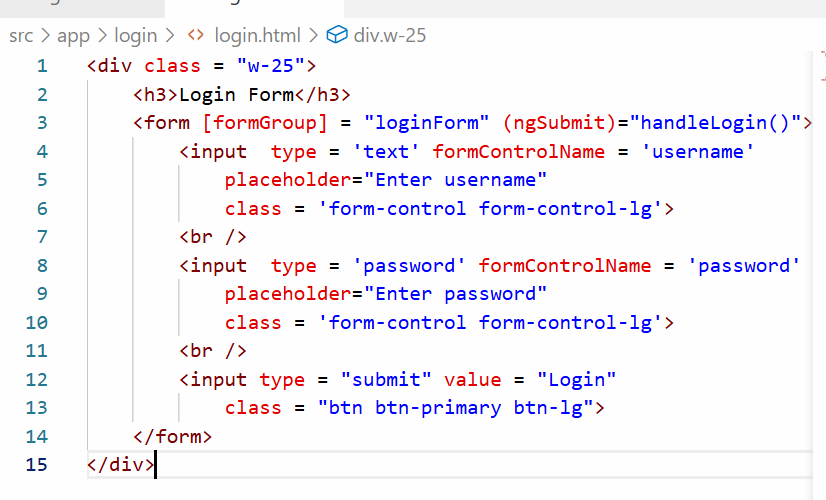 src > app > login > <> login.html > div.w-25
1 <div class = "w-25">
2 <h3>Login Form</h3>
3 <form [formGroup] = "loginForm" (ngSubmit)="handleLogin()">
4 <input  type = 'text' formControlName = 'username'
5 placeholder="Enter username"
6 class = 'form-control form-control-lg'>
7 <br />
8 <input  type = 'password' formControlName = 'password'
9 placeholder="Enter password"
10 class = 'form-control form-control-lg'>
11 <br />
12 <input type = "submit" value = "Login"
13 class = "btn btn-primary btn-lg">
14 </form>
15 </div>